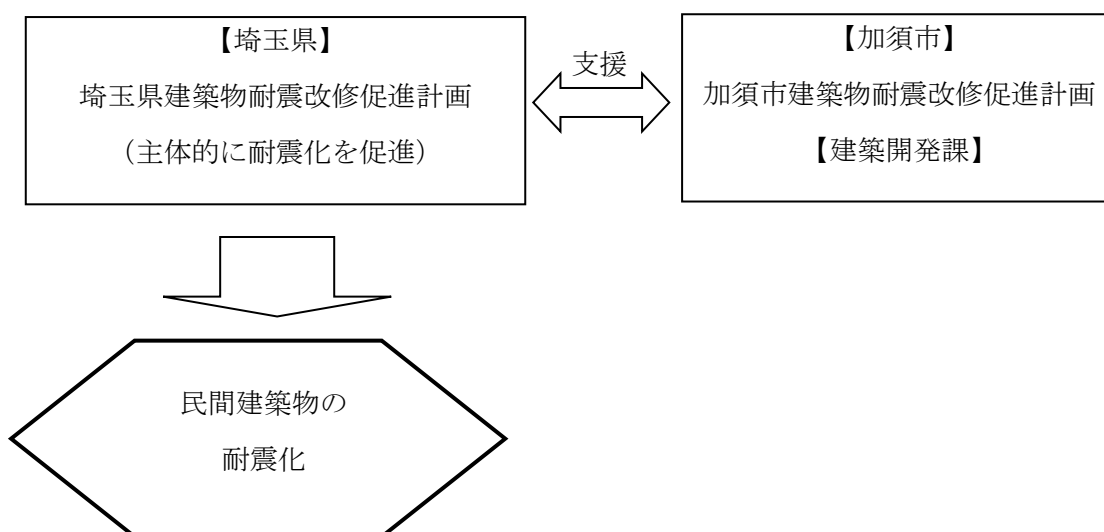 【埼玉県】
埼玉県建築物耐震改修促進計画
（主体的に耐震化を促進）
支援
【加須市】
加須市建築物耐震改修促進計画
【建築開発課】
民間建築物の
耐震化